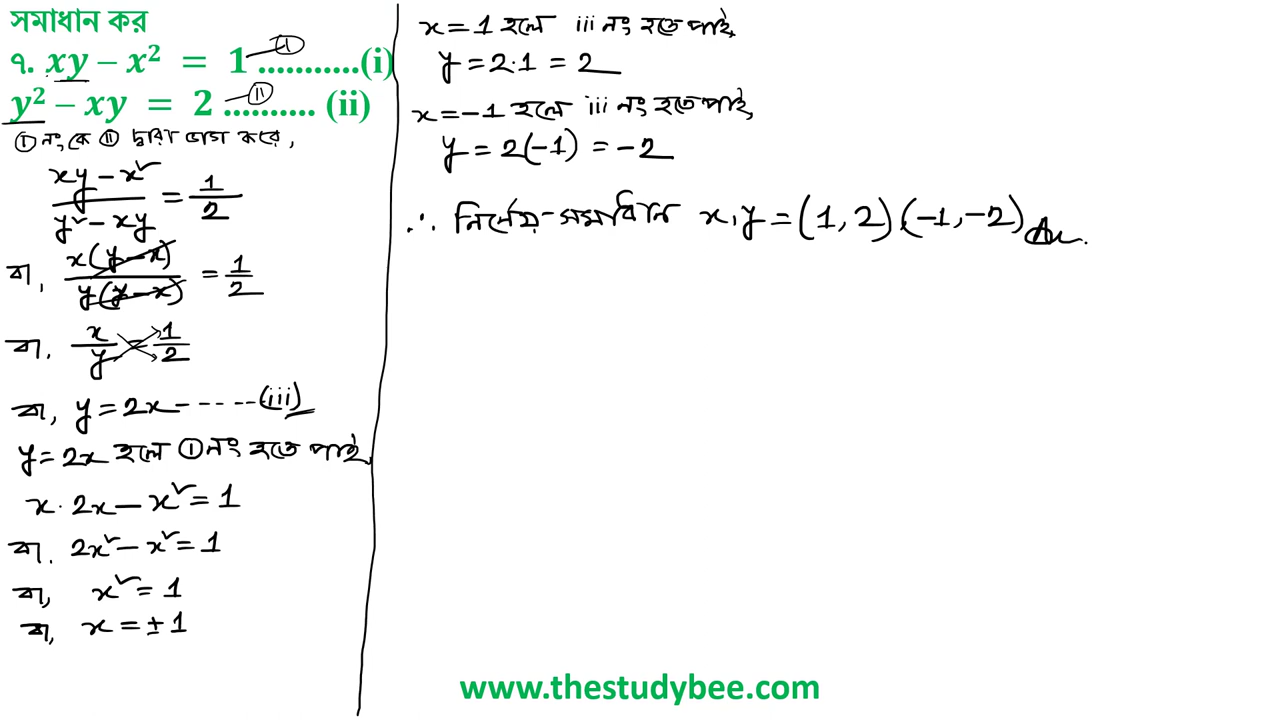 সমাধান কর
৭. xy – x² = 1 ...........(i) ⓘ
y² – xy = 2 .......... (ii) ⓘⓘ
ⓘ নং কে ⓘⓘ দ্বারা ভাগ করে,
xy – x² / y² – xy = 1/2
বা, x(y – x) / y(y – x) = 1/2
বা, x/y = 1/2
বা, y = 2x ------(iii)
y = 2x হলে ⓘ নং হতে পাই,
x · 2x – x² = 1
বা, 2x² – x² = 1
বা, x² = 1
বা, x = ± 1
x = 1 হলে iii নং হতে পাই,
y = 2·1 = 2
x = –1 হলে iii নং হতে পাই,
y = 2(–1) = –2
∴ নির্ণেয় সমাধান x, y = (1, 2), (–1, –2) Ans.
www.thestudybee.com